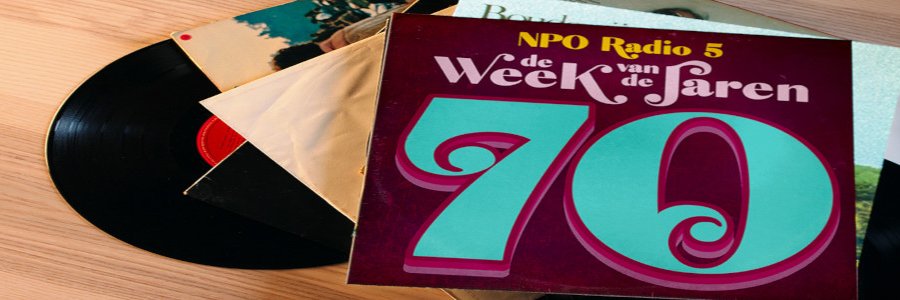 NPO Radio 5
de Week van de Jaren
70